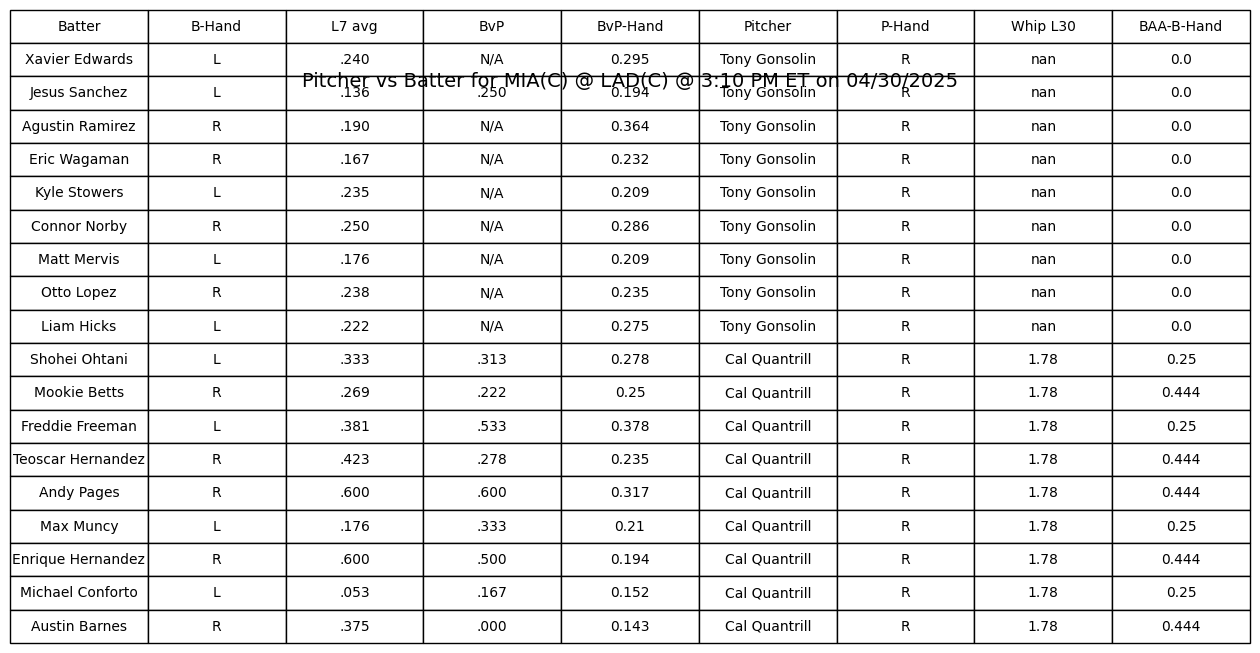 Batter B-Hand L7 avg BvP BvP-Hand Pitcher P-Hand Whip L30 BAA-B-Hand
Xavier Edwards L .240 N/A 0.295 Tony Gonsolin R nan 0.0
Pitcher vs Batter for MIA(C) @ LAD(C) @ 3:10 PM ET on 04/30/2025
Jesus Sanchez L .136 .250 0.194 Tony Gonsolin R nan 0.0
Agustin Ramirez R .190 N/A 0.364 Tony Gonsolin R nan 0.0
Eric Wagaman R .167 N/A 0.232 Tony Gonsolin R nan 0.0
Kyle Stowers L .235 N/A 0.209 Tony Gonsolin R nan 0.0
Connor Norby R .250 N/A 0.286 Tony Gonsolin R nan 0.0
Matt Mervis L .176 N/A 0.209 Tony Gonsolin R nan 0.0
Otto Lopez R .238 N/A 0.235 Tony Gonsolin R nan 0.0
Liam Hicks L .222 N/A 0.275 Tony Gonsolin R nan 0.0
Shohei Ohtani L .333 .313 0.278 Cal Quantrill R 1.78 0.25
Mookie Betts R .269 .222 0.25 Cal Quantrill R 1.78 0.444
Freddie Freeman L .381 .533 0.378 Cal Quantrill R 1.78 0.25
Teoscar Hernandez R .423 .278 0.235 Cal Quantrill R 1.78 0.444
Andy Pages R .600 .600 0.317 Cal Quantrill R 1.78 0.444
Max Muncy L .176 .333 0.21 Cal Quantrill R 1.78 0.25
Enrique Hernandez R .600 .500 0.194 Cal Quantrill R 1.78 0.444
Michael Conforto L .053 .167 0.152 Cal Quantrill R 1.78 0.25
Austin Barnes R .375 .000 0.143 Cal Quantrill R 1.78 0.444